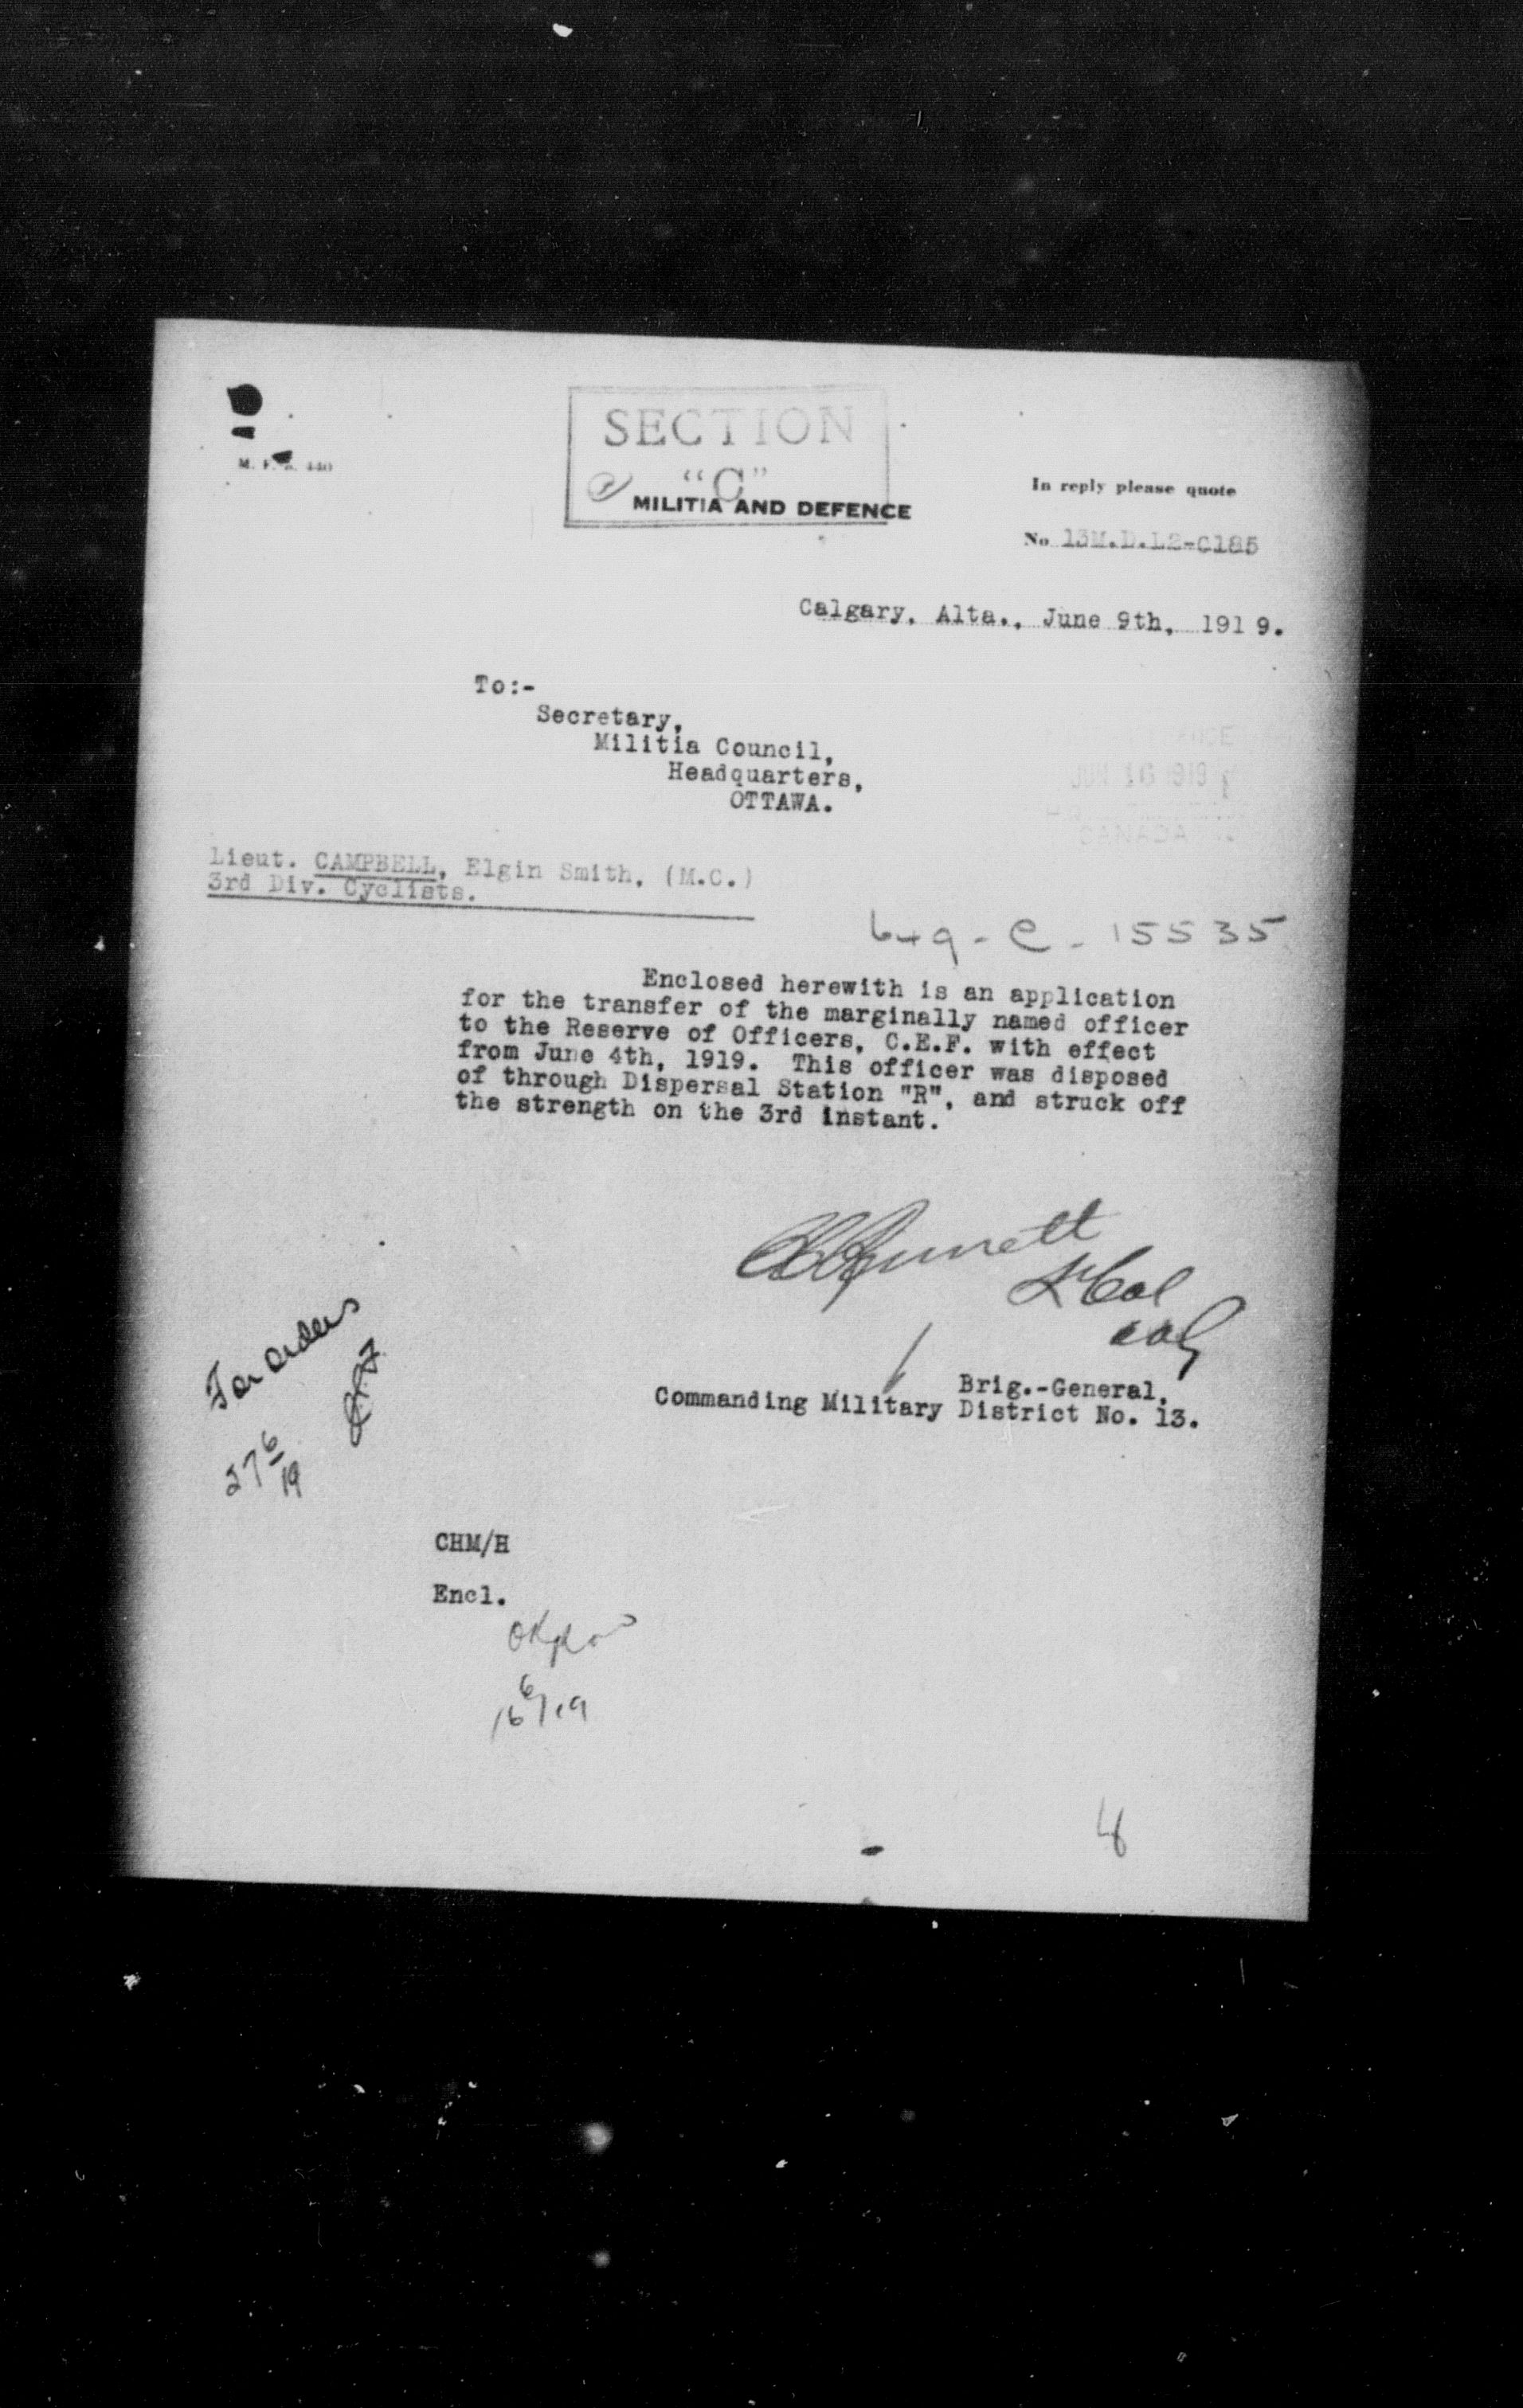 SECTION
"C"
MILITIA AND DEFENCE
M. F. B. 440
In reply please quote
No 13M.D.L2-C185
Calgary, Alta., June 9th, 1919.
To:-
Secretary,
Militia Council,
Headquarters,
OTTAWA.
JUN 16 1919
CANADA
Lieut. CAMPBELL, Elgin Smith, (M.C.)
3rd Div. Cyclists.
649-C-15535
Enclosed herewith is an application
for the transfer of the marginally named officer
to the Reserve of Officers, C.E.F. with effect
from June 4th, 1919. This officer was disposed
of through Dispersal Station "R", and struck off
the strength on the 3rd instant.
Lt Col
Brig.-General,
Commanding Military District No. 13.
For orders
27 6/19
CHM/H
Encl.
16/6/19